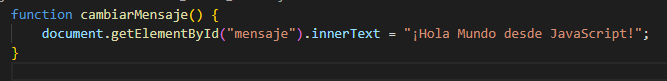 function cambiarMensaje() {
    document.getElementById("mensaje").innerText = "¡Hola Mundo desde JavaScript!";
}